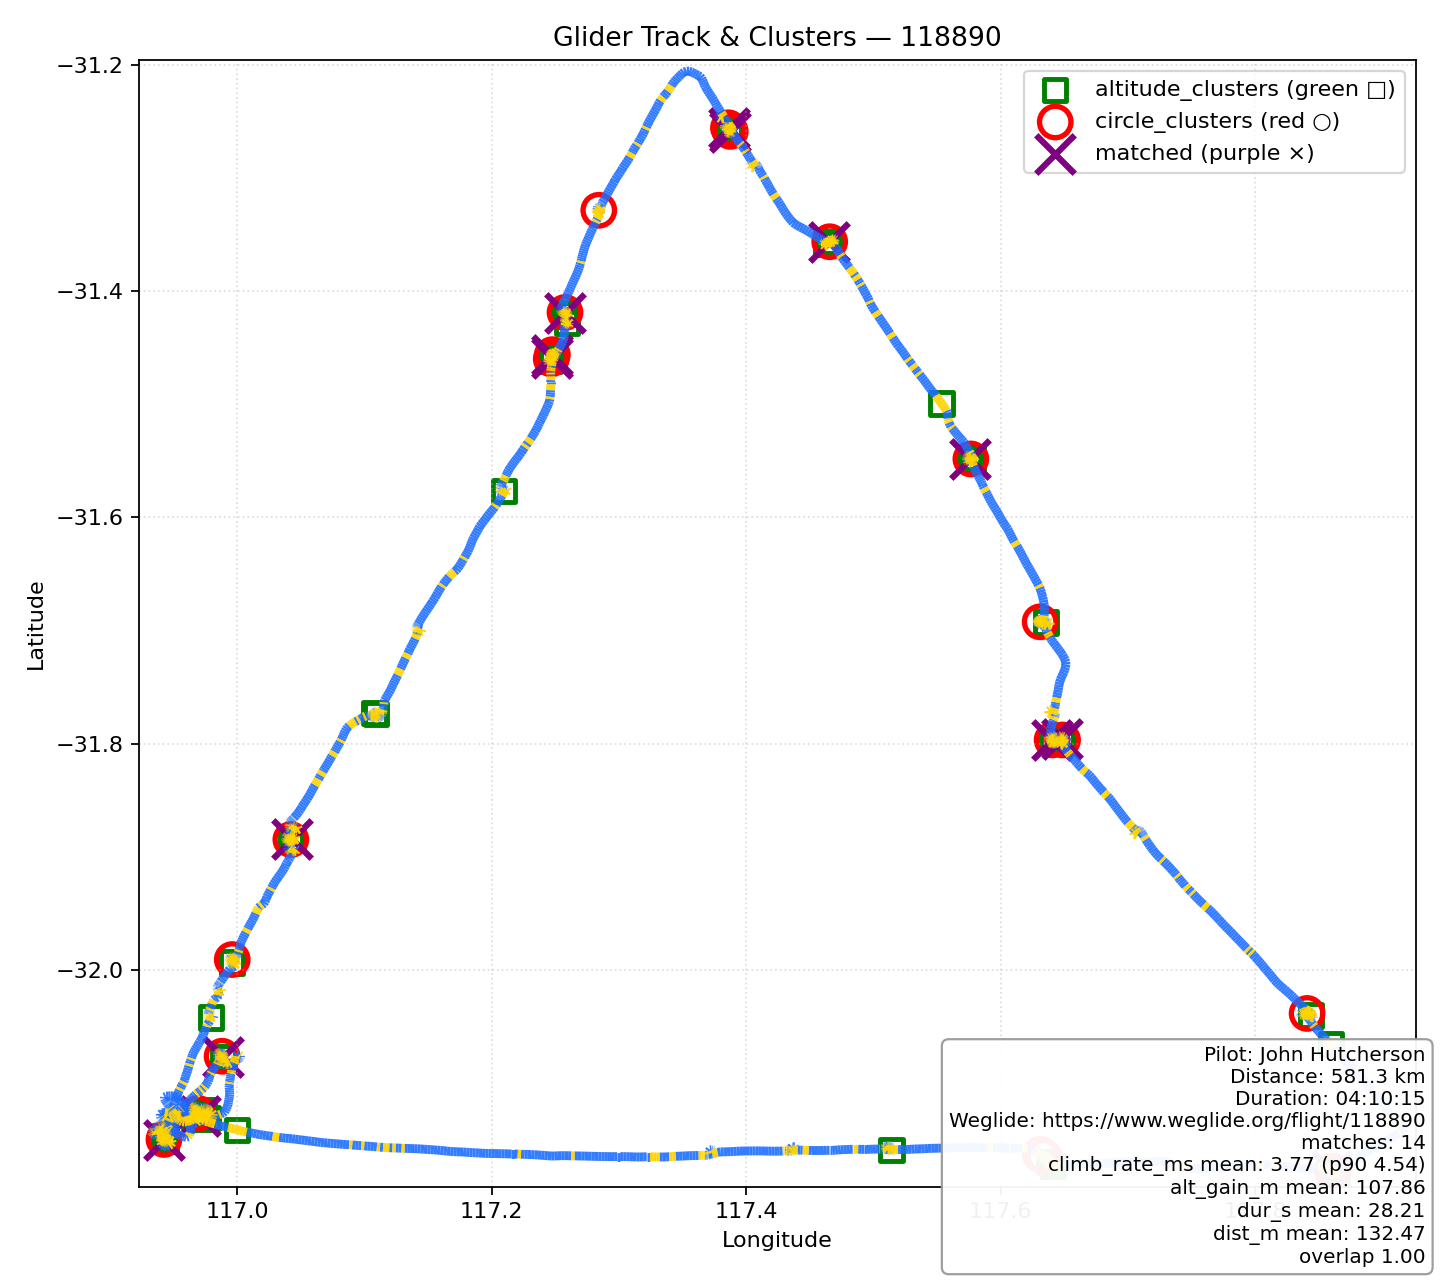 Glider Track & Clusters — 118890
altitude_clusters (green □)
circle_clusters (red ○)
matched (purple ×)
−31.2
−31.4
−31.6
−31.8
−32.0
Latitude
117.0
117.2
117.4
117.6
Longitude
Pilot: John Hutcherson
Distance: 581.3 km
Duration: 04:10:15
Weglide: https://www.weglide.org/flight/118890
matches: 14
climb_rate_ms mean: 3.77 (p90 4.54)
alt_gain_m mean: 107.86
dur_s mean: 28.21
dist_m mean: 132.47
overlap 1.00